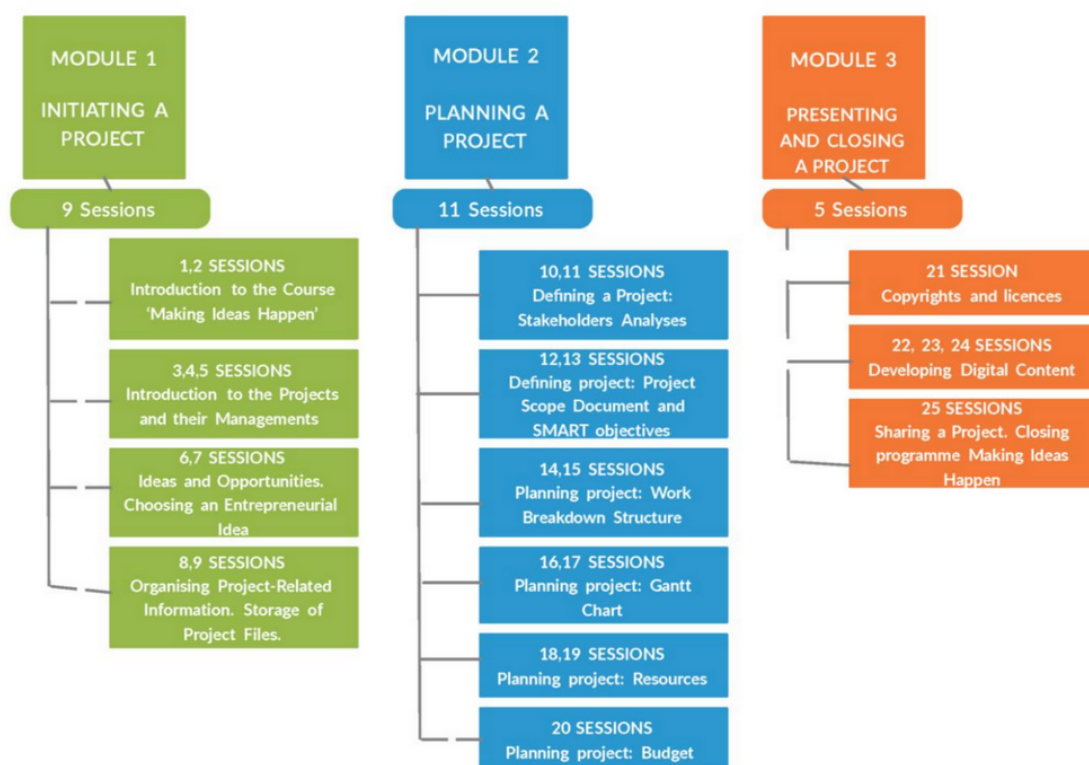 MODULE 1
INITIATING A
PROJECT
9 Sessions
1,2 SESSIONS
Introduction to the Course
‘Making Ideas Happen’
3,4,5 SESSIONS
Introduction to the Projects
and their Managements
6,7 SESSIONS
Ideas and Opportunities.
Choosing an Entrepreneurial
Idea
8,9 SESSIONS
Organising Project-Related
Information. Storage of
Project Files.
MODULE 2
PLANNING A
PROJECT
11 Sessions
10,11 SESSIONS
Defining a Project:
Stakeholders Analyses
12,13 SESSIONS
Defining project: Project
Scope Document and
SMART objectives
14,15 SESSIONS
Planning project: Work
Breakdown Structure
16,17 SESSIONS
Planning project: Gantt
Chart
18,19 SESSIONS
Planning project: Resources
20 SESSIONS
Planning project: Budget
MODULE 3
PRESENTING
AND CLOSING
A PROJECT
5 Sessions
21 SESSION
Copyrights and licences
22, 23, 24 SESSIONS
Developing Digital Content
25 SESSIONS
Sharing a Project. Closing
programme Making Ideas
Happen